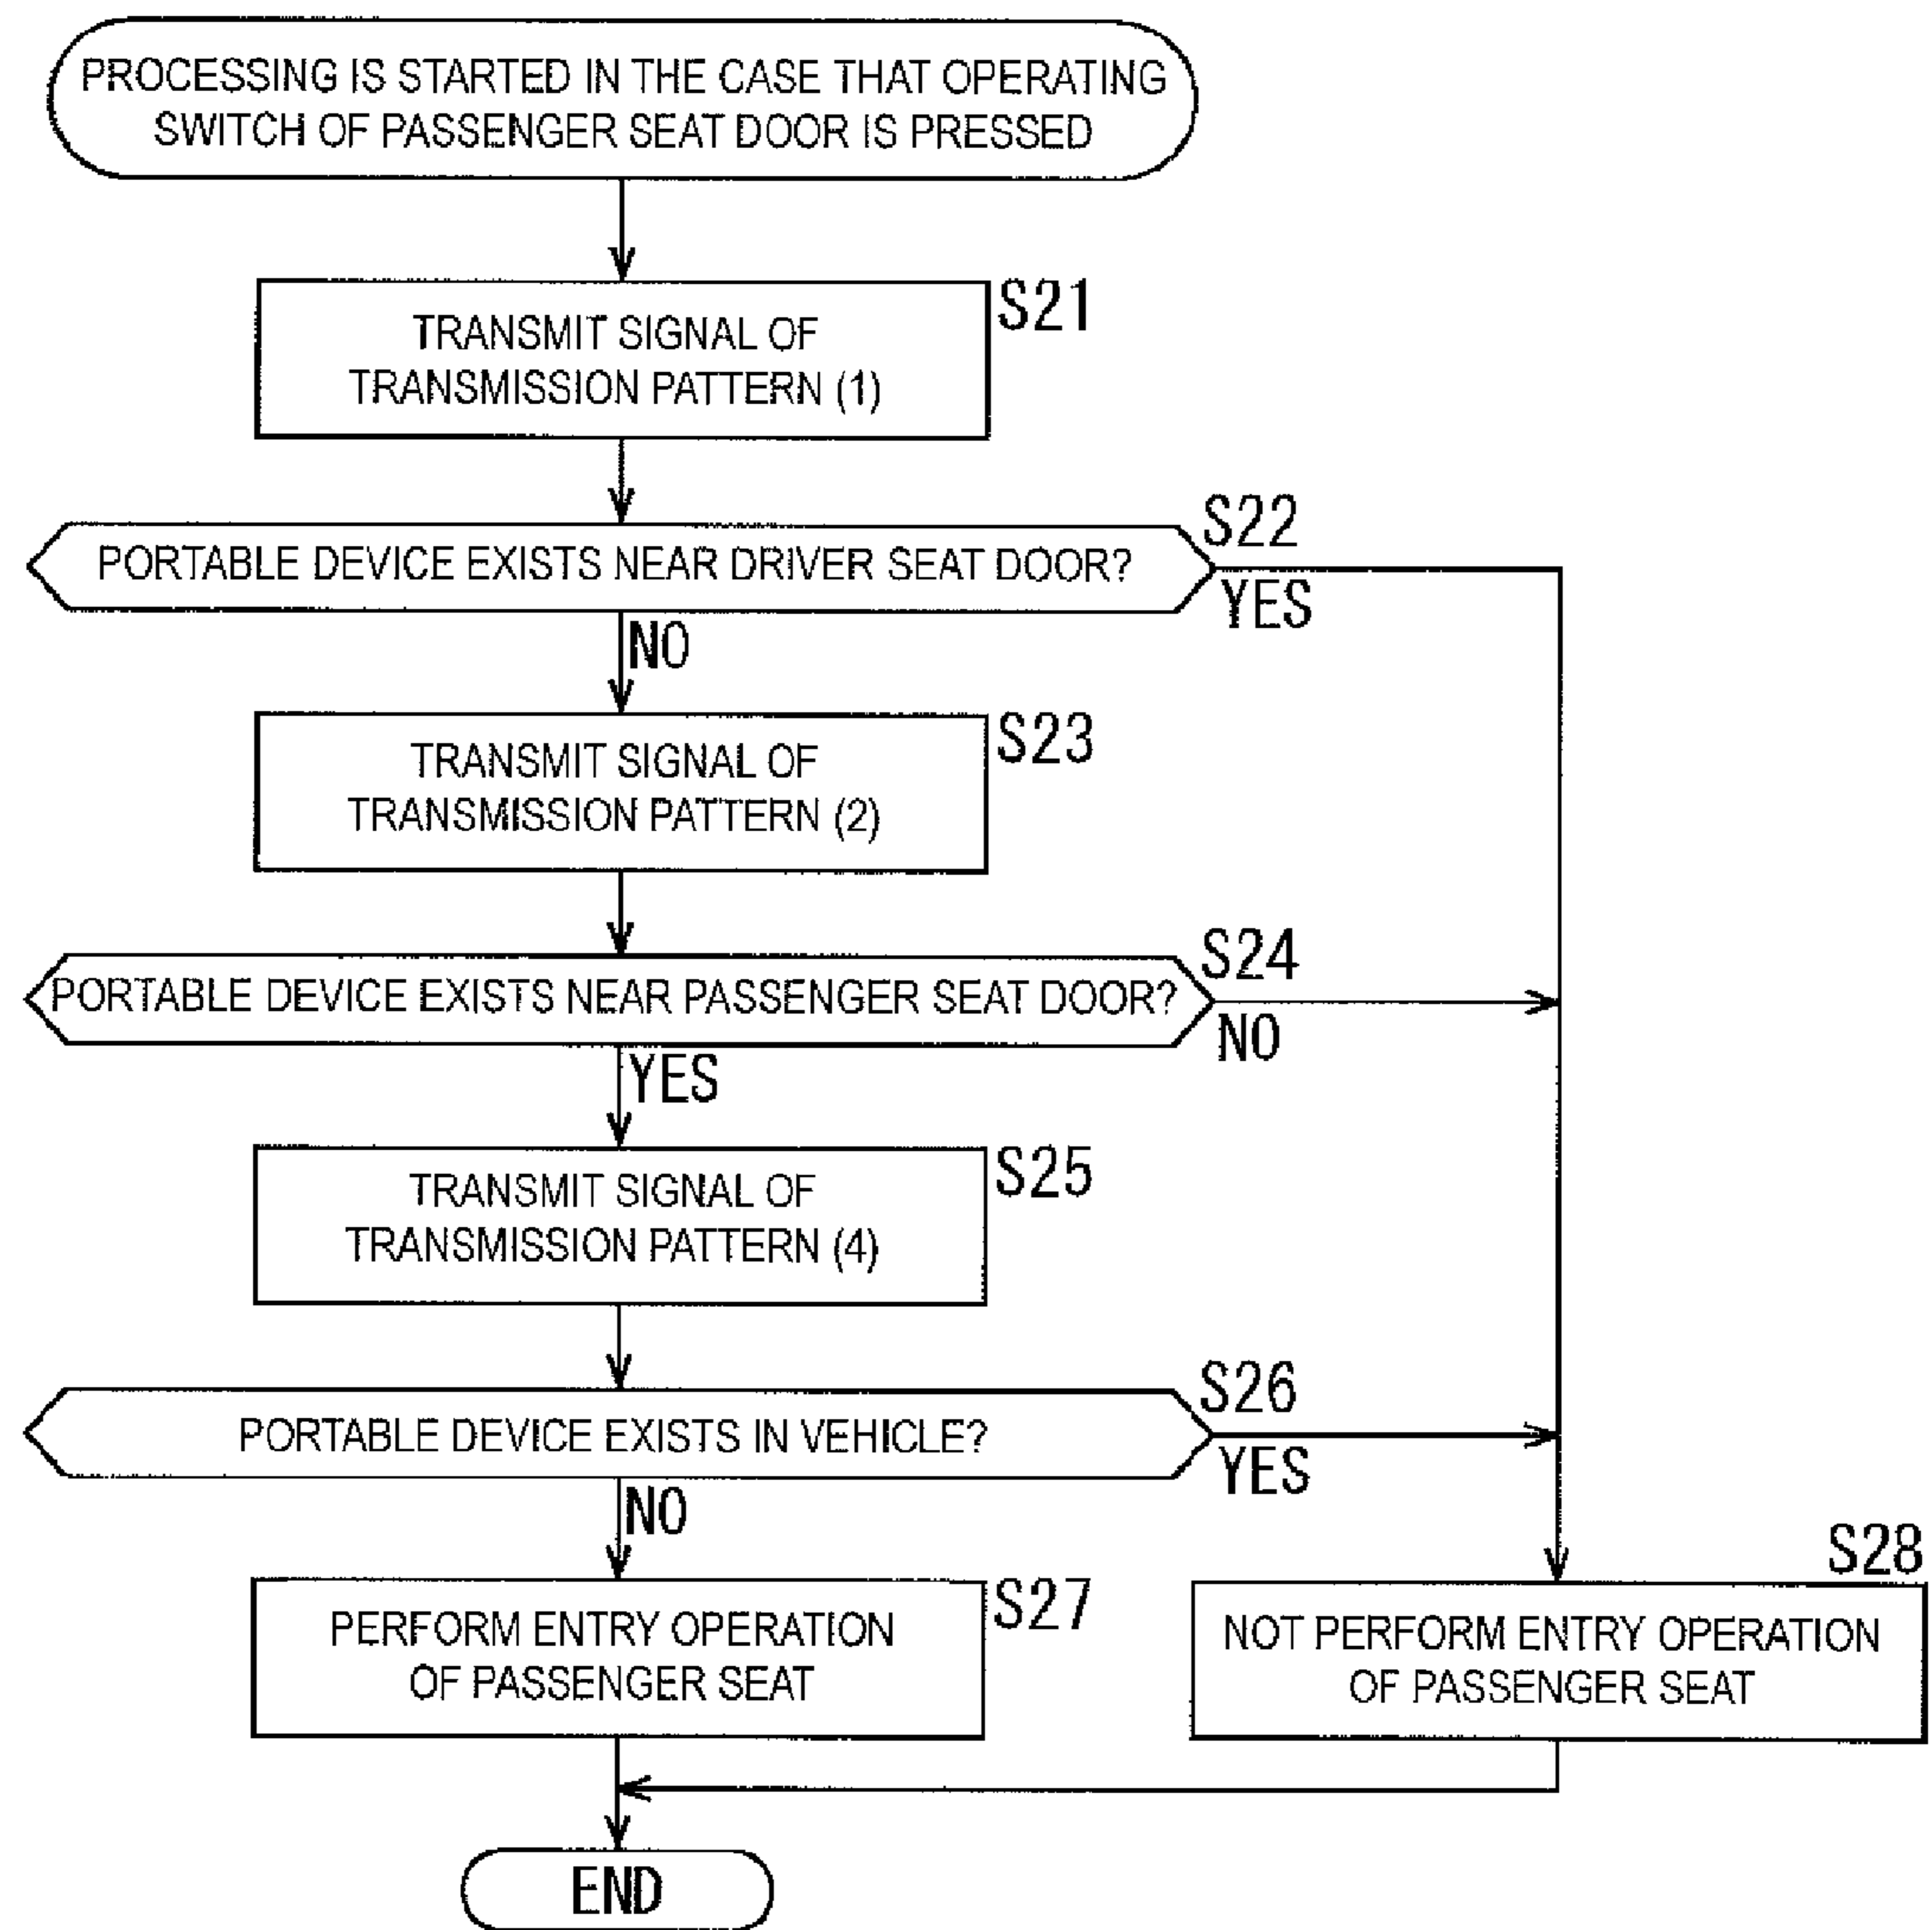 PROCESSING IS STARTED IN THE CASE THAT OPERATING
SWITCH OF PASSENGER SEAT DOOR IS PRESSED
S21
TRANSMIT SIGNAL OF
TRANSMISSION PATTERN (1)
S22
PORTABLE DEVICE EXISTS NEAR DRIVER SEAT DOOR?
YES
NO
S23
TRANSMIT SIGNAL OF
TRANSMISSION PATTERN (2)
S24
PORTABLE DEVICE EXISTS NEAR PASSENGER SEAT DOOR?
NO
YES
S25
TRANSMIT SIGNAL OF
TRANSMISSION PATTERN (4)
S26
PORTABLE DEVICE EXISTS IN VEHICLE?
YES
NO
S27
PERFORM ENTRY OPERATION
OF PASSENGER SEAT
S28
NOT PERFORM ENTRY OPERATION
OF PASSENGER SEAT
END